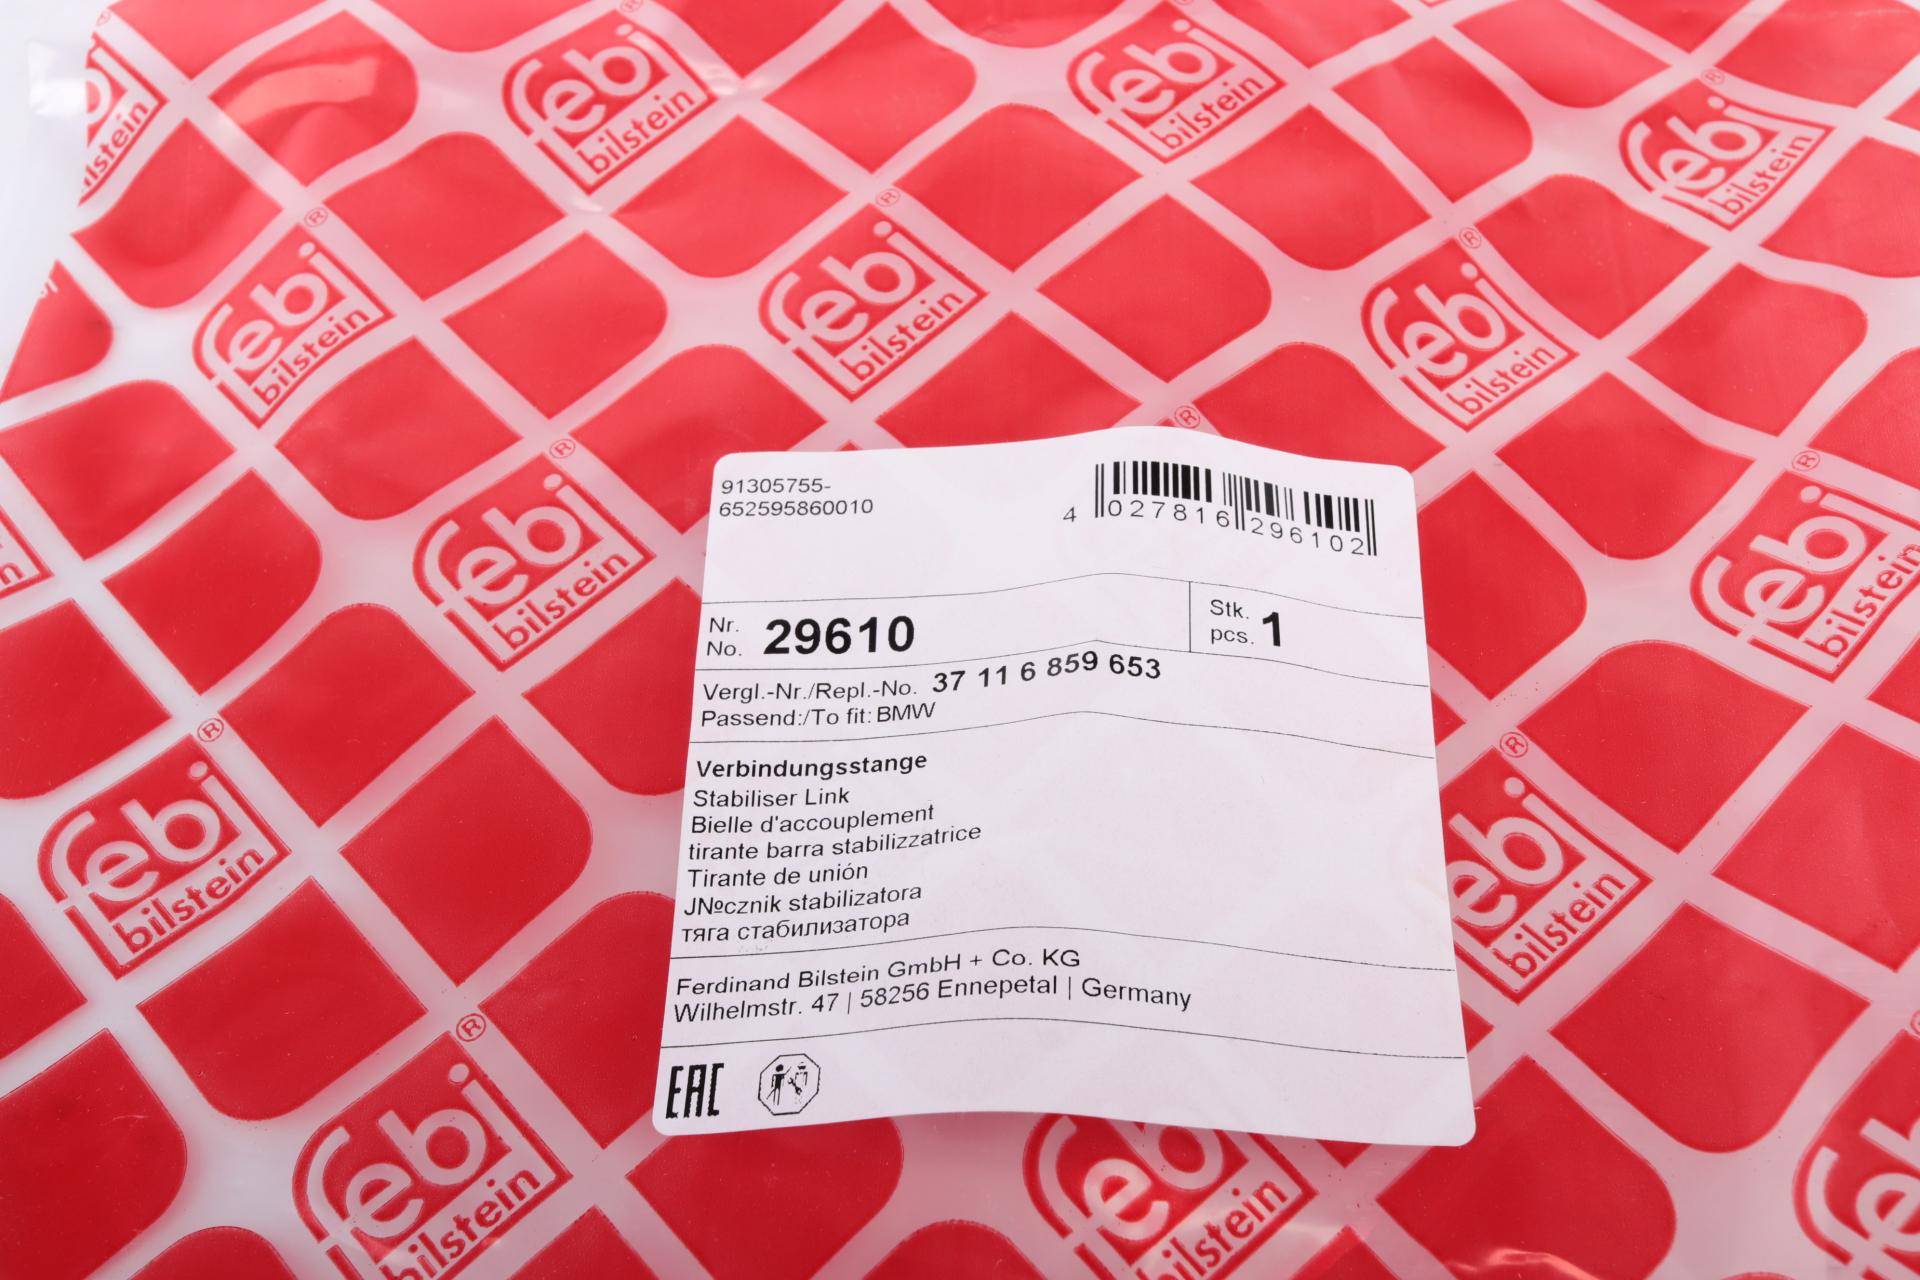 febi
bilstein
91305755-
652595860010
4 027816 296102
Nr.
No. 29610
Stk.
pcs. 1
Vergl.-Nr./Repl.-No. 37 11 6 859 653
Passend:/To fit: BMW
Verbindungsstange
Stabiliser Link
Bielle d'accouplement
tirante barra stabilizzatrice
Tirante de unión
JNºcznik stabilizatora
тяга стабилизатора
Ferdinand Bilstein GmbH + Co. KG
Wilhelmstr. 47 | 58256 Ennepetal | Germany
EAC